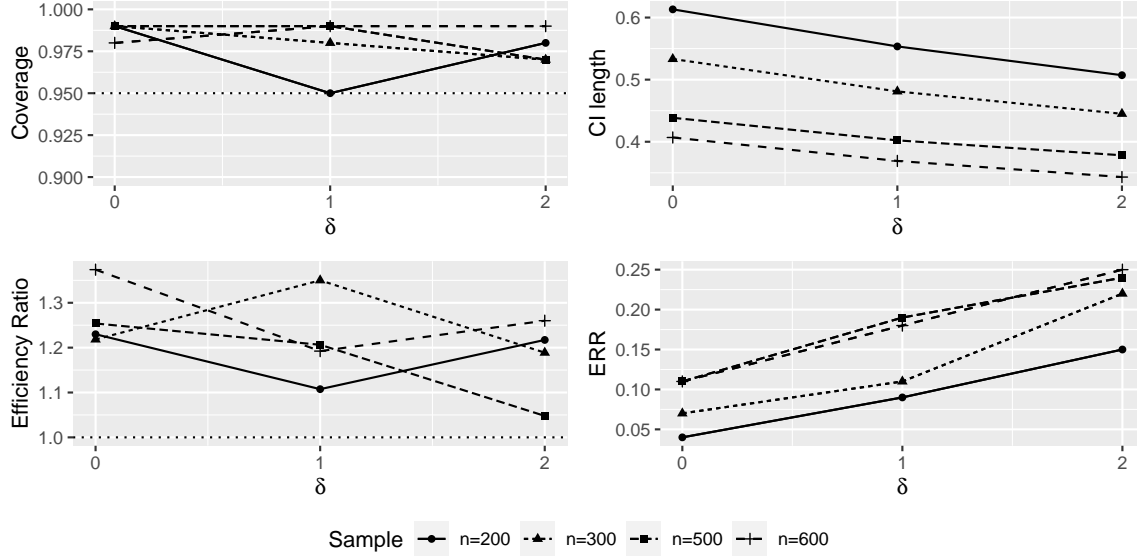 Coverage
1.000
0.975
0.950
0.925
0.900
0 1 2
δ
CI length
0.6
0.5
0.4
0 1 2
δ
Efficiency Ratio
1.3
1.2
1.1
1.0
0 1 2
δ
ERR
0.25
0.20
0.15
0.10
0.05
0 1 2
δ
Sample n=200 n=300 n=500 n=600